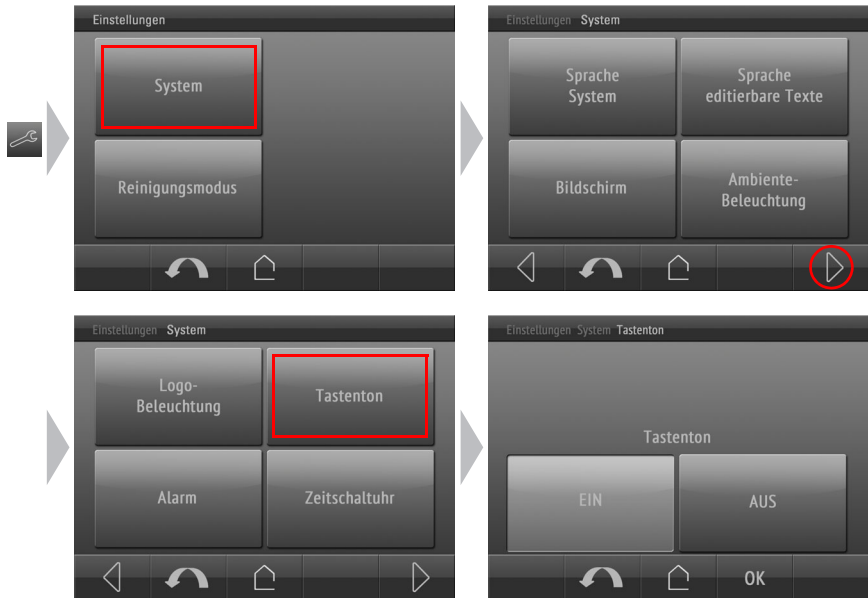 Einstellungen
System
Reinigungsmodus
Einstellungen System
Sprache
System
Sprache
editierbare Texte
Bildschirm
Ambiente-
Beleuchtung
Einstellungen System
Logo-
Beleuchtung
Tastenton
Alarm
Zeitschaltuhr
Einstellungen System Tastenton
Tastenton
EIN
AUS
OK